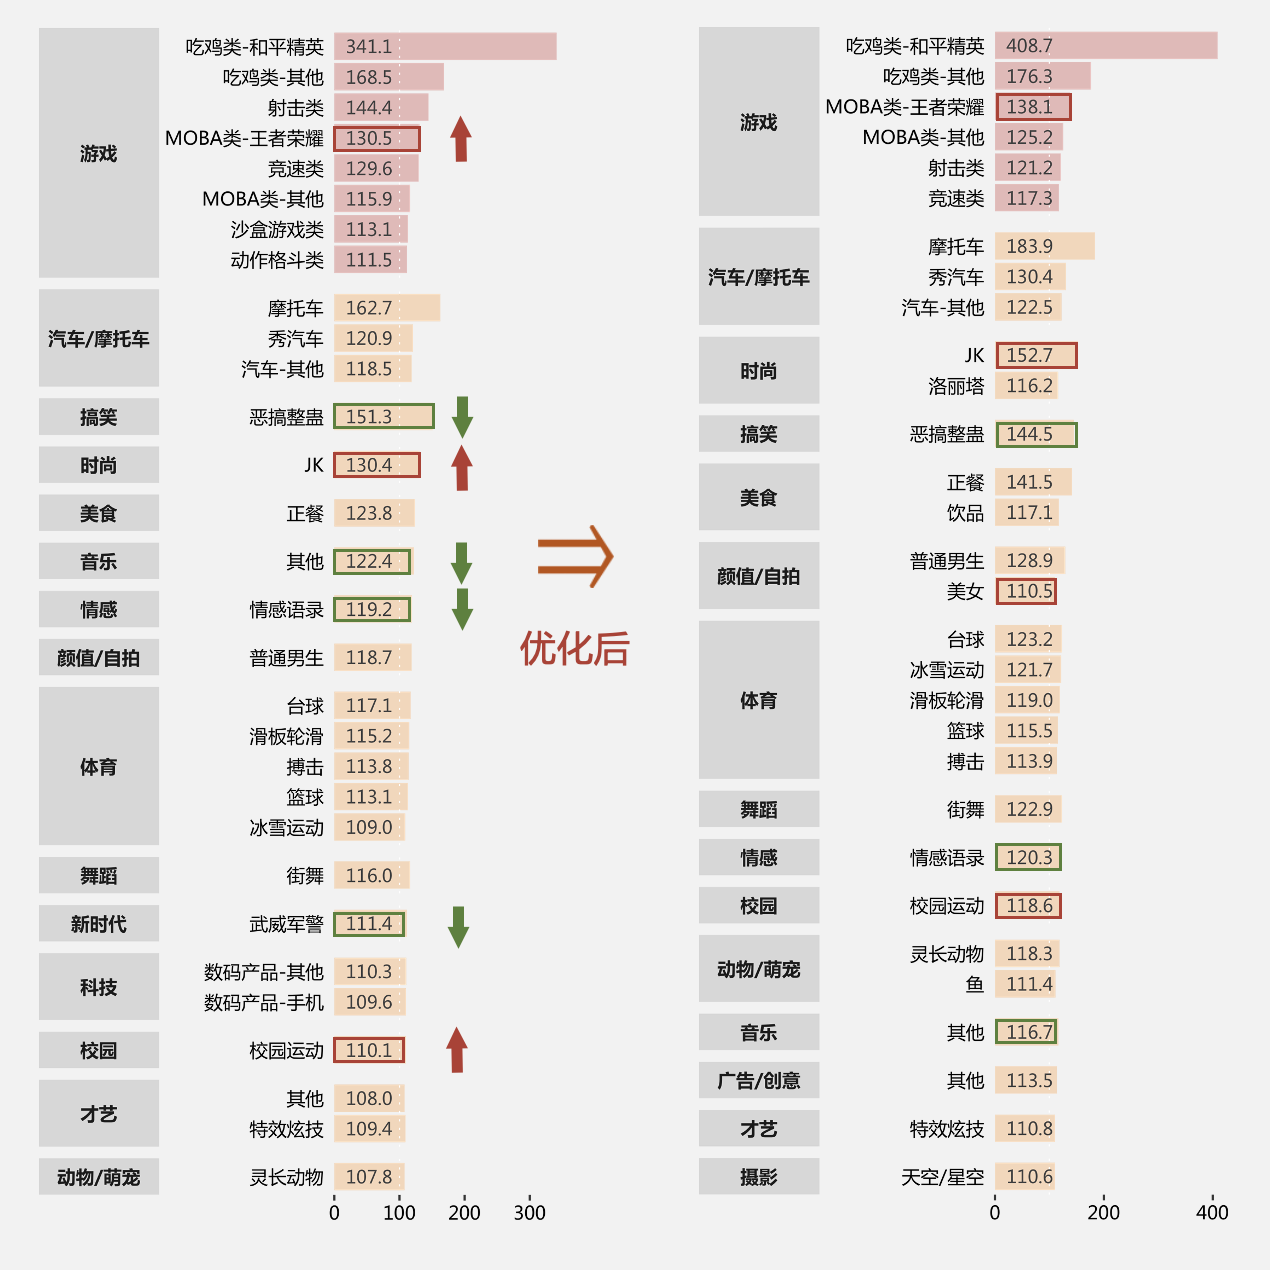 游戏
吃鸡类-和平精英 341.1
吃鸡类-其他 168.5
射击类 144.4
MOBA类-王者荣耀 130.5
竞速类 129.6
MOBA类-其他 115.9
沙盒游戏类 113.1
动作格斗类 111.5
汽车/摩托车
摩托车 162.7
秀汽车 120.9
汽车-其他 118.5
搞笑 恶搞整蛊 151.3
时尚 JK 130.4
美食 正餐 123.8
音乐 其他 122.4
情感 情感语录 119.2
颜值/自拍 普通男生 118.7
体育
台球 117.1
滑板轮滑 115.2
搏击 113.8
篮球 113.1
冰雪运动 109.0
舞蹈 街舞 116.0
新时代 武威军警 111.4
科技
数码产品-其他 110.3
数码产品-手机 109.6
校园 校园运动 110.1
才艺
其他 108.0
特效炫技 109.4
动物/萌宠 灵长动物 107.8
0 100 200 300
优化后
游戏
吃鸡类-和平精英 408.7
吃鸡类-其他 176.3
MOBA类-王者荣耀 138.1
MOBA类-其他 125.2
射击类 121.2
竞速类 117.3
汽车/摩托车
摩托车 183.9
秀汽车 130.4
汽车-其他 122.5
时尚
JK 152.7
洛丽塔 116.2
搞笑 恶搞整蛊 144.5
美食
正餐 141.5
饮品 117.1
颜值/自拍
普通男生 128.9
美女 110.5
体育
台球 123.2
冰雪运动 121.7
滑板轮滑 119.0
篮球 115.5
搏击 113.9
舞蹈 街舞 122.9
情感 情感语录 120.3
校园 校园运动 118.6
动物/萌宠
灵长动物 118.3
鱼 111.4
音乐 其他 116.7
广告/创意 其他 113.5
才艺 特效炫技 110.8
摄影 天空/星空 110.6
0 200 400